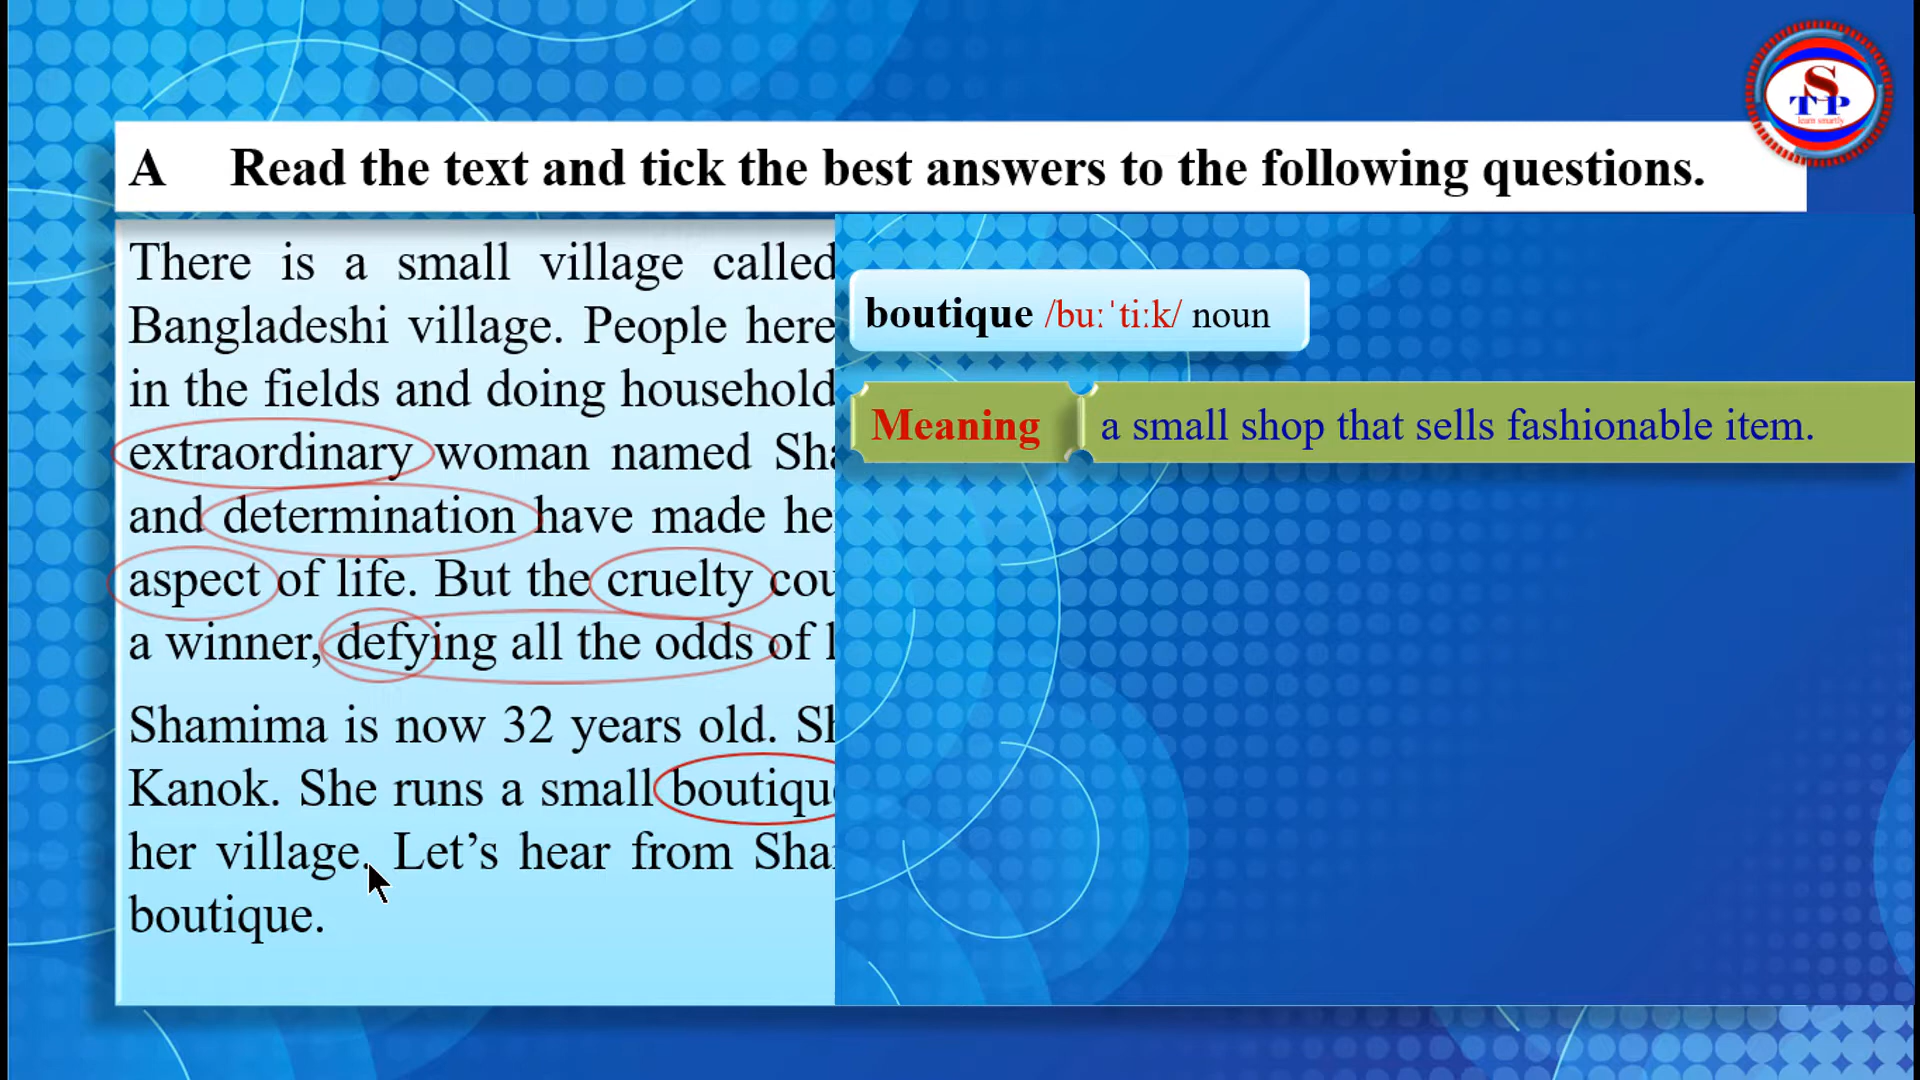 S
T P
learn smartly
A Read the text and tick the best answers to the following questions.
There is a small village called
Bangladeshi village. People here
in the fields and doing household
extraordinary woman named Sha
and determination have made he
aspect of life. But the cruelty cou
a winner, defying all the odds of l
Shamima is now 32 years old. Sh
Kanok. She runs a small boutiqu
her village. Let’s hear from Sha
boutique.
boutique /buːˈtiːk/ noun
Meaning a small shop that sells fashionable item.